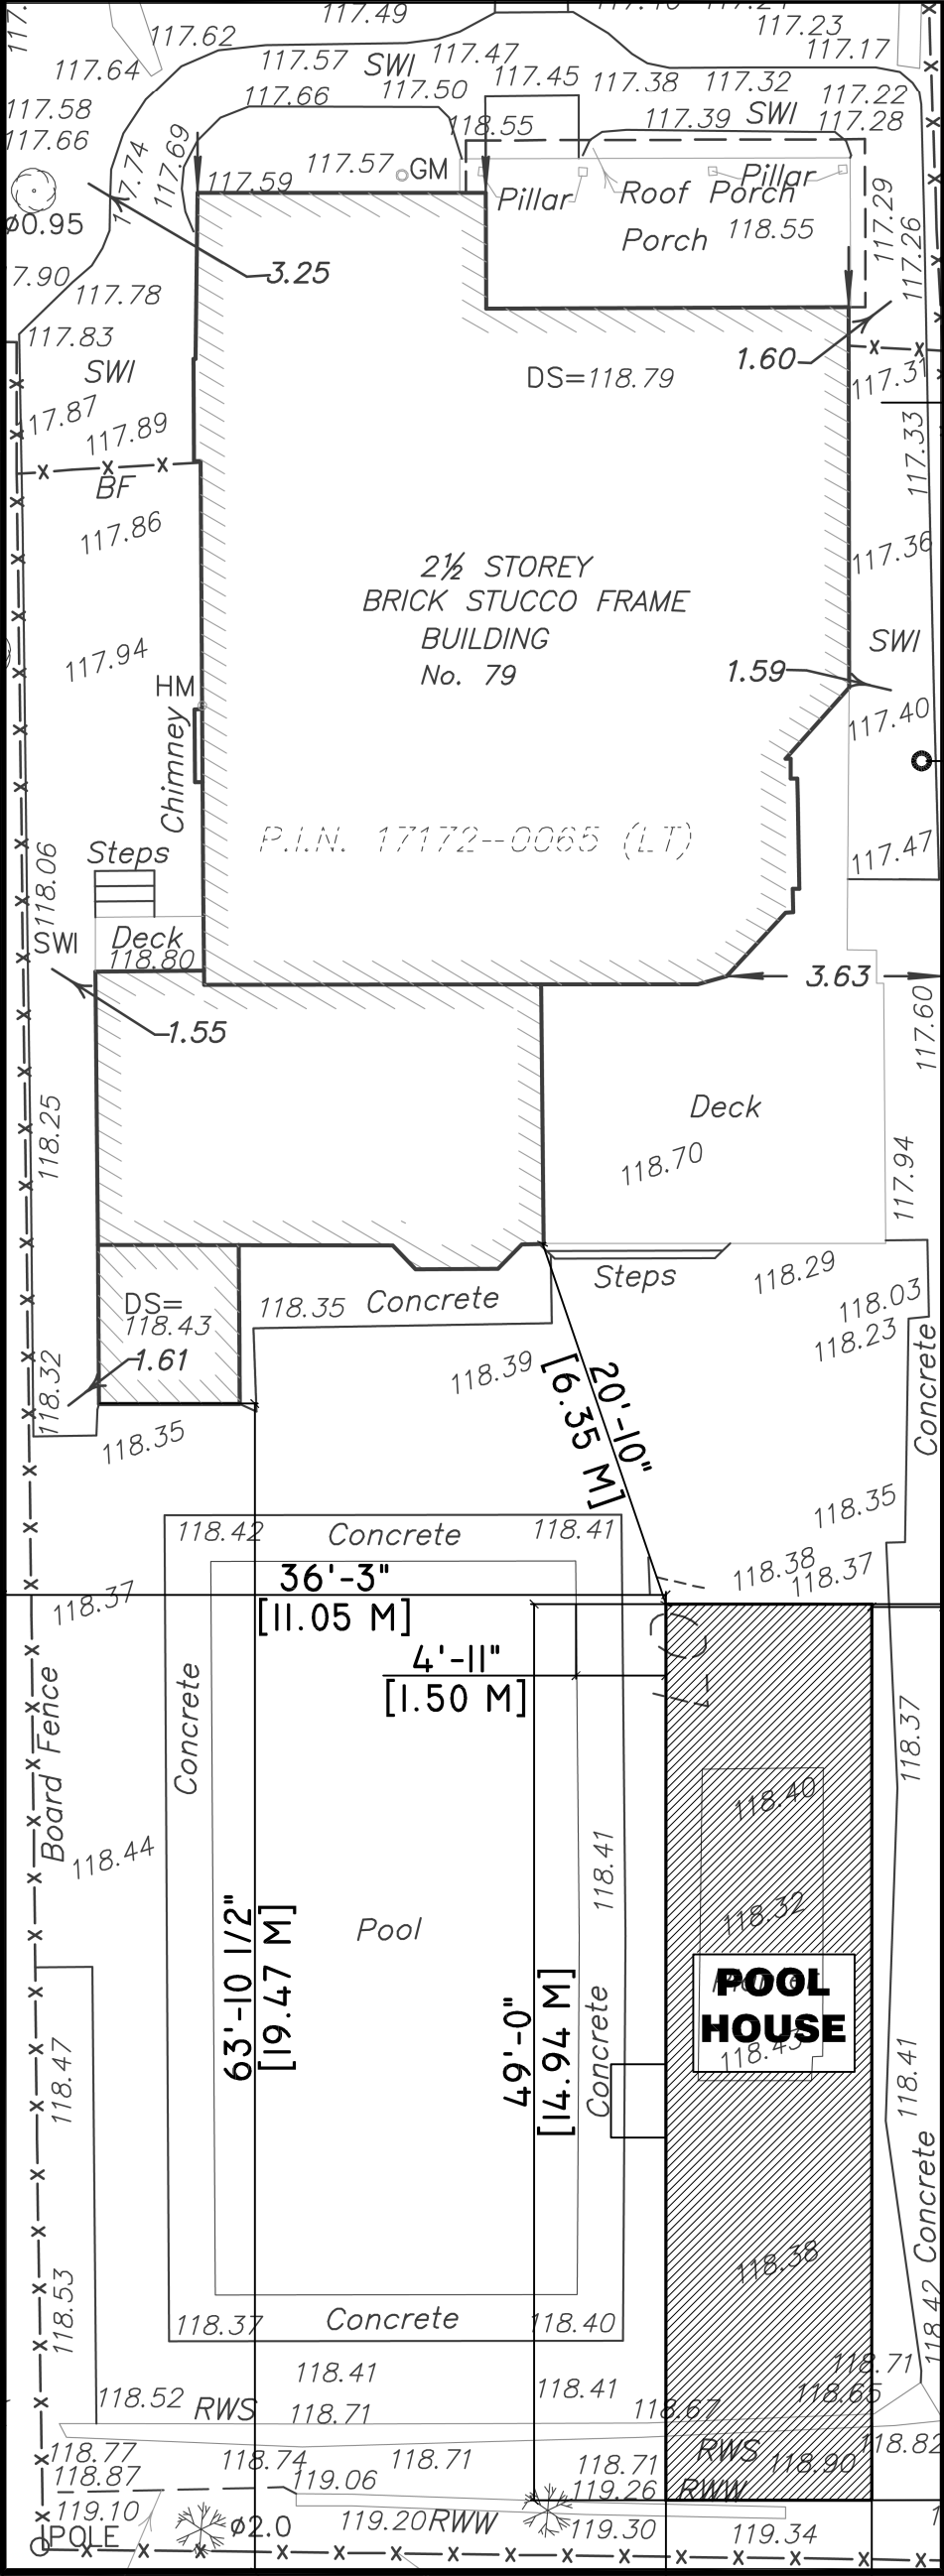 117.49
117.23
117.62
117.17
117.57
SWI
117.47
117.64
117.45
117.38
117.32
117.66
117.50
117.22
117.58
117.39
SWI
117.28
117.66
118.55
117.74
117.69
117.57
GM
117.59
Pillar
Roof Porch
Pillar
117.29
ø0.95
Porch
118.55
117.26
7.90
3.25
117.78
117.83
SWI
1.60
117.31
DS=118.79
17.87
117.89
117.33
BF
117.86
117.36
2½ STOREY
BRICK STUCCO FRAME
BUILDING
No. 79
SWI
117.94
HM
1.59
117.40
Chimney
P.I.N. 17172--0065 (LT)
117.47
Steps
118.06
SWI
Deck
118.80
3.63
1.55
117.60
118.25
Deck
118.70
117.94
Steps
118.29
118.03
118.23
DS=
118.43
118.35
Concrete
1.61
118.32
118.39
20'-10"
[6.35 M]
Concrete
118.35
118.35
118.42
Concrete
118.41
118.38
118.37
36'-3"
[11.05 M]
118.37
4'-11"
[1.50 M]
Concrete
Board Fence
118.37
118.40
118.44
118.41
118.32
Pool
63'-10 1/2"
[19.47 M]
49'-0"
[14.94 M]
Concrete
POOL
HOUSE
118.43
118.47
118.41
Concrete
118.38
118.53
118.37
Concrete
118.40
118.42
118.41
118.41
118.71
118.65
118.52
RWS
118.71
118.67
118.77
118.74
118.71
118.71
RWS
118.90
118.82
118.87
119.06
119.26
RWW
119.10
119.20
RWW
119.30
119.34
POLE
ø2.0